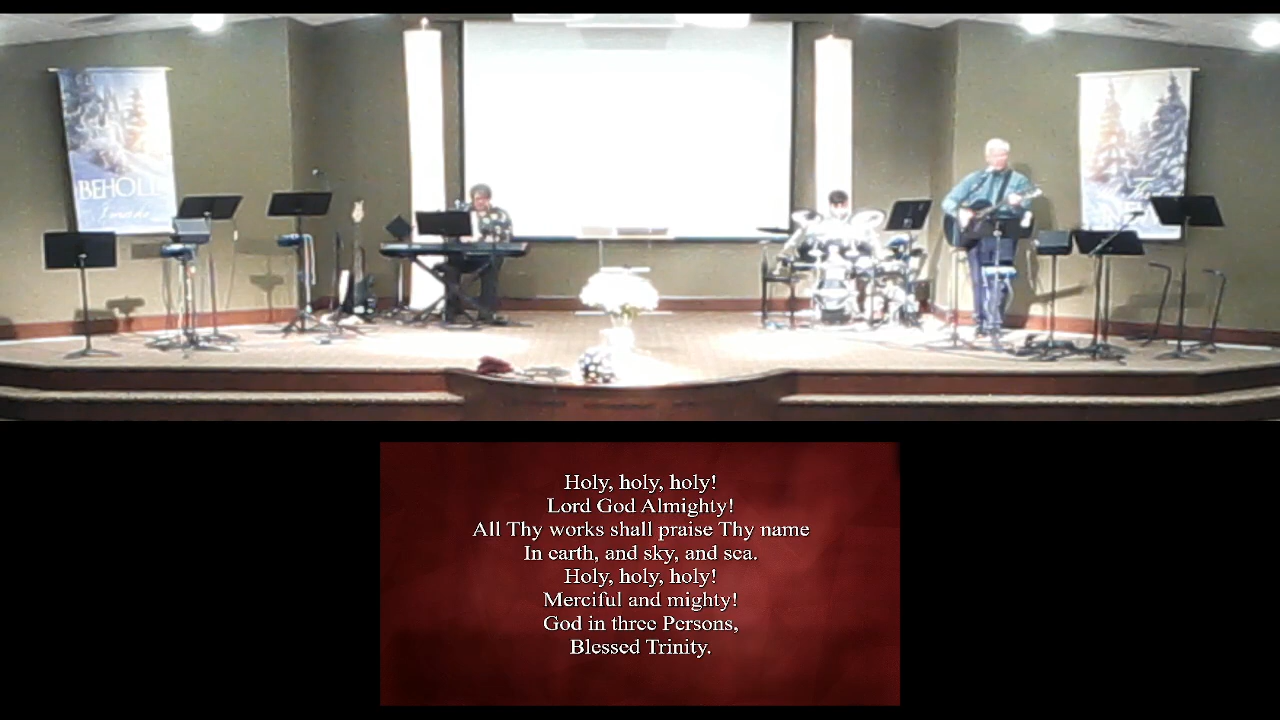 BEHOLD
Holy, holy, holy!
Lord God Almighty!
All Thy works shall praise Thy name
In earth, and sky, and sea.
Holy, holy, holy!
Merciful and mighty!
God in three Persons,
Blessed Trinity.